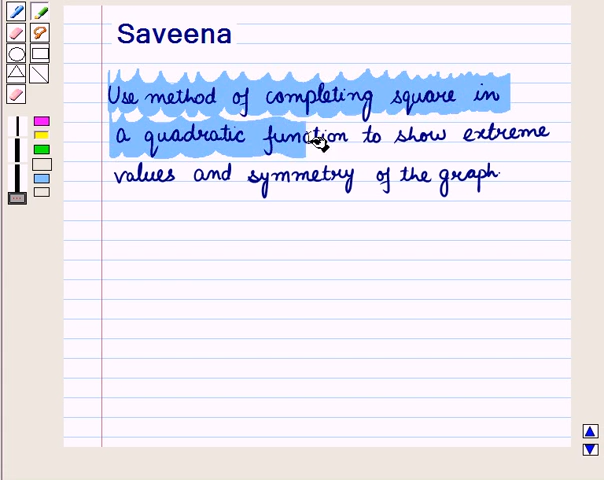 Saveena
Use method of completing square in
a quadratic function to show extreme
values and symmetry of the graph.